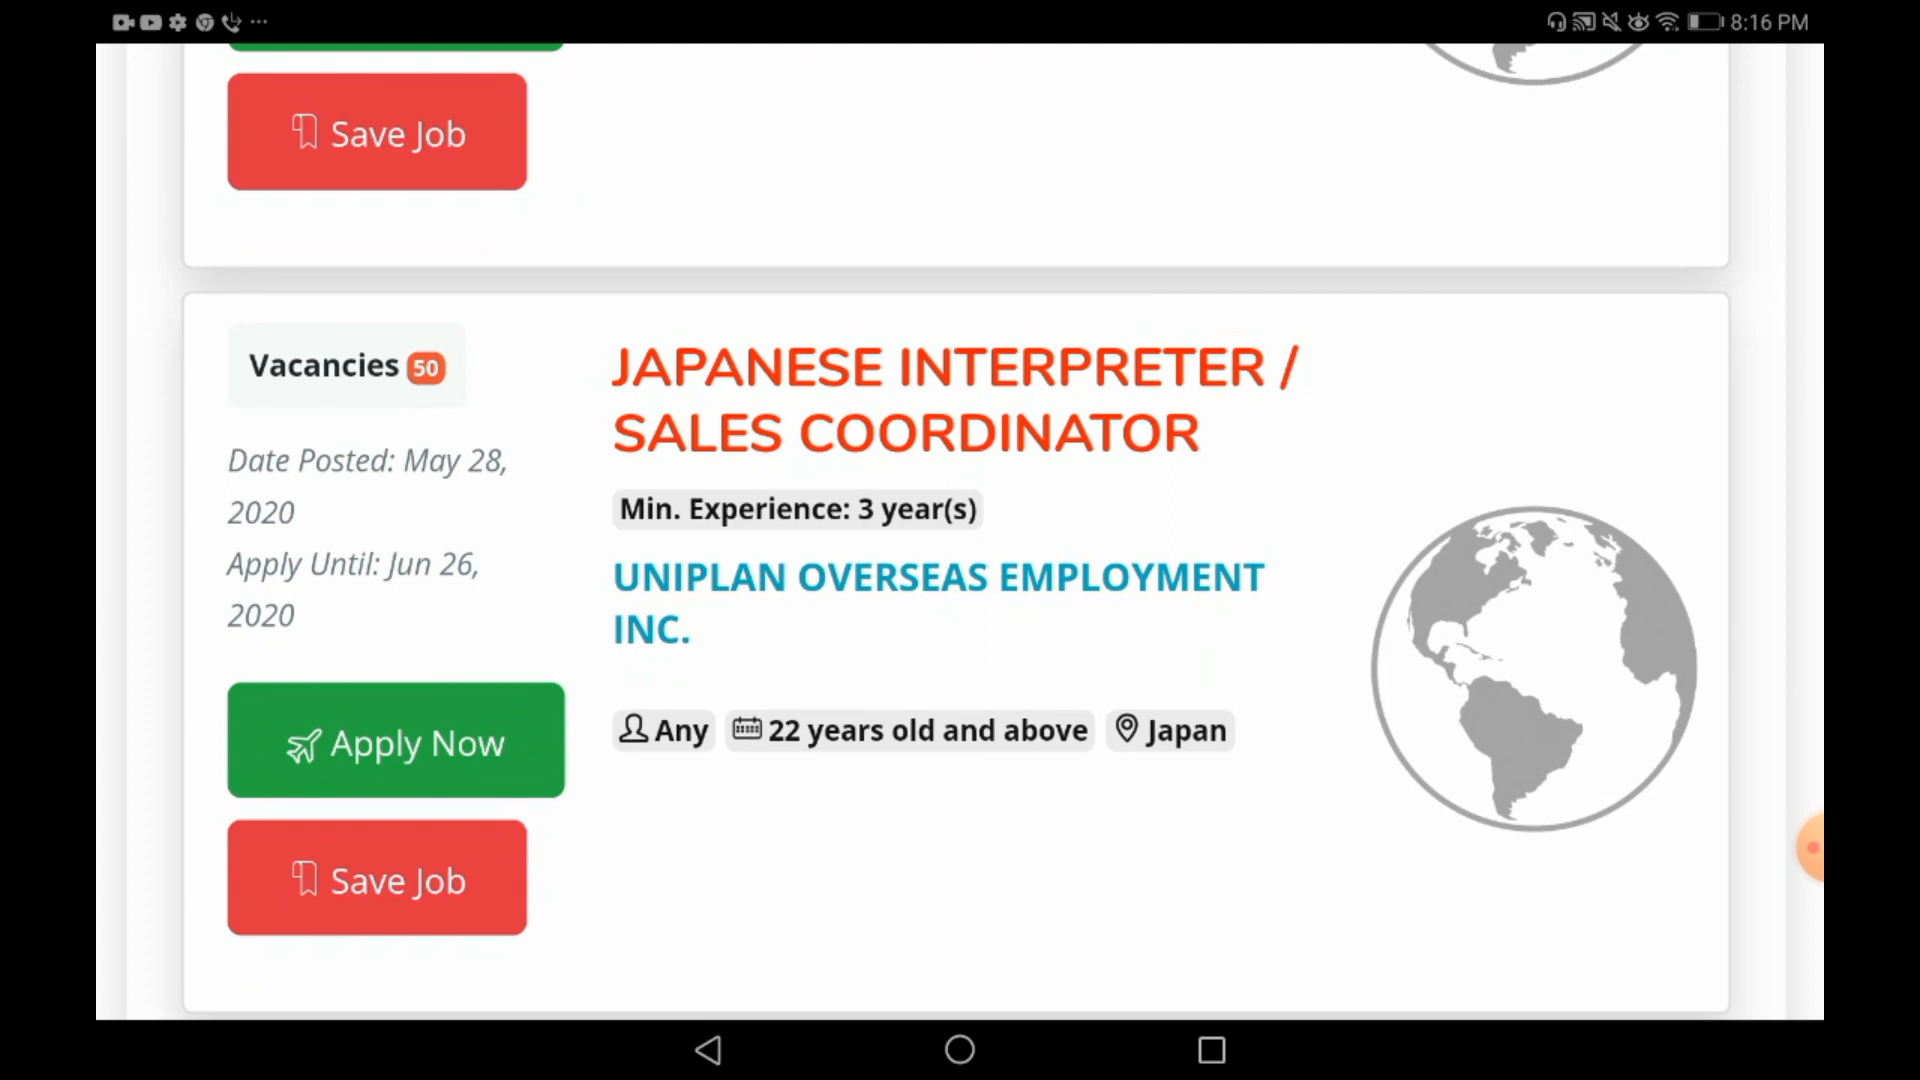 8:16 PM
Save Job
Vacancies 50
Date Posted: May 28,
2020
Apply Until: Jun 26,
2020
Apply Now
Save Job
JAPANESE INTERPRETER /
SALES COORDINATOR
Min. Experience: 3 year(s)
UNIPLAN OVERSEAS EMPLOYMENT
INC.
Any 22 years old and above Japan